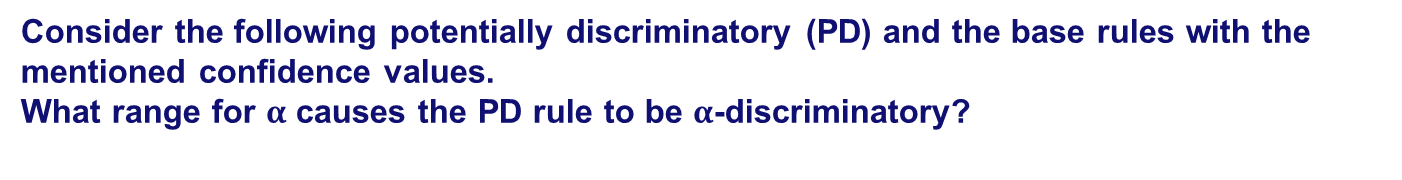 Consider the following potentially discriminatory (PD) and the base rules with the
mentioned confidence values.
What range for α causes the PD rule to be α-discriminatory?